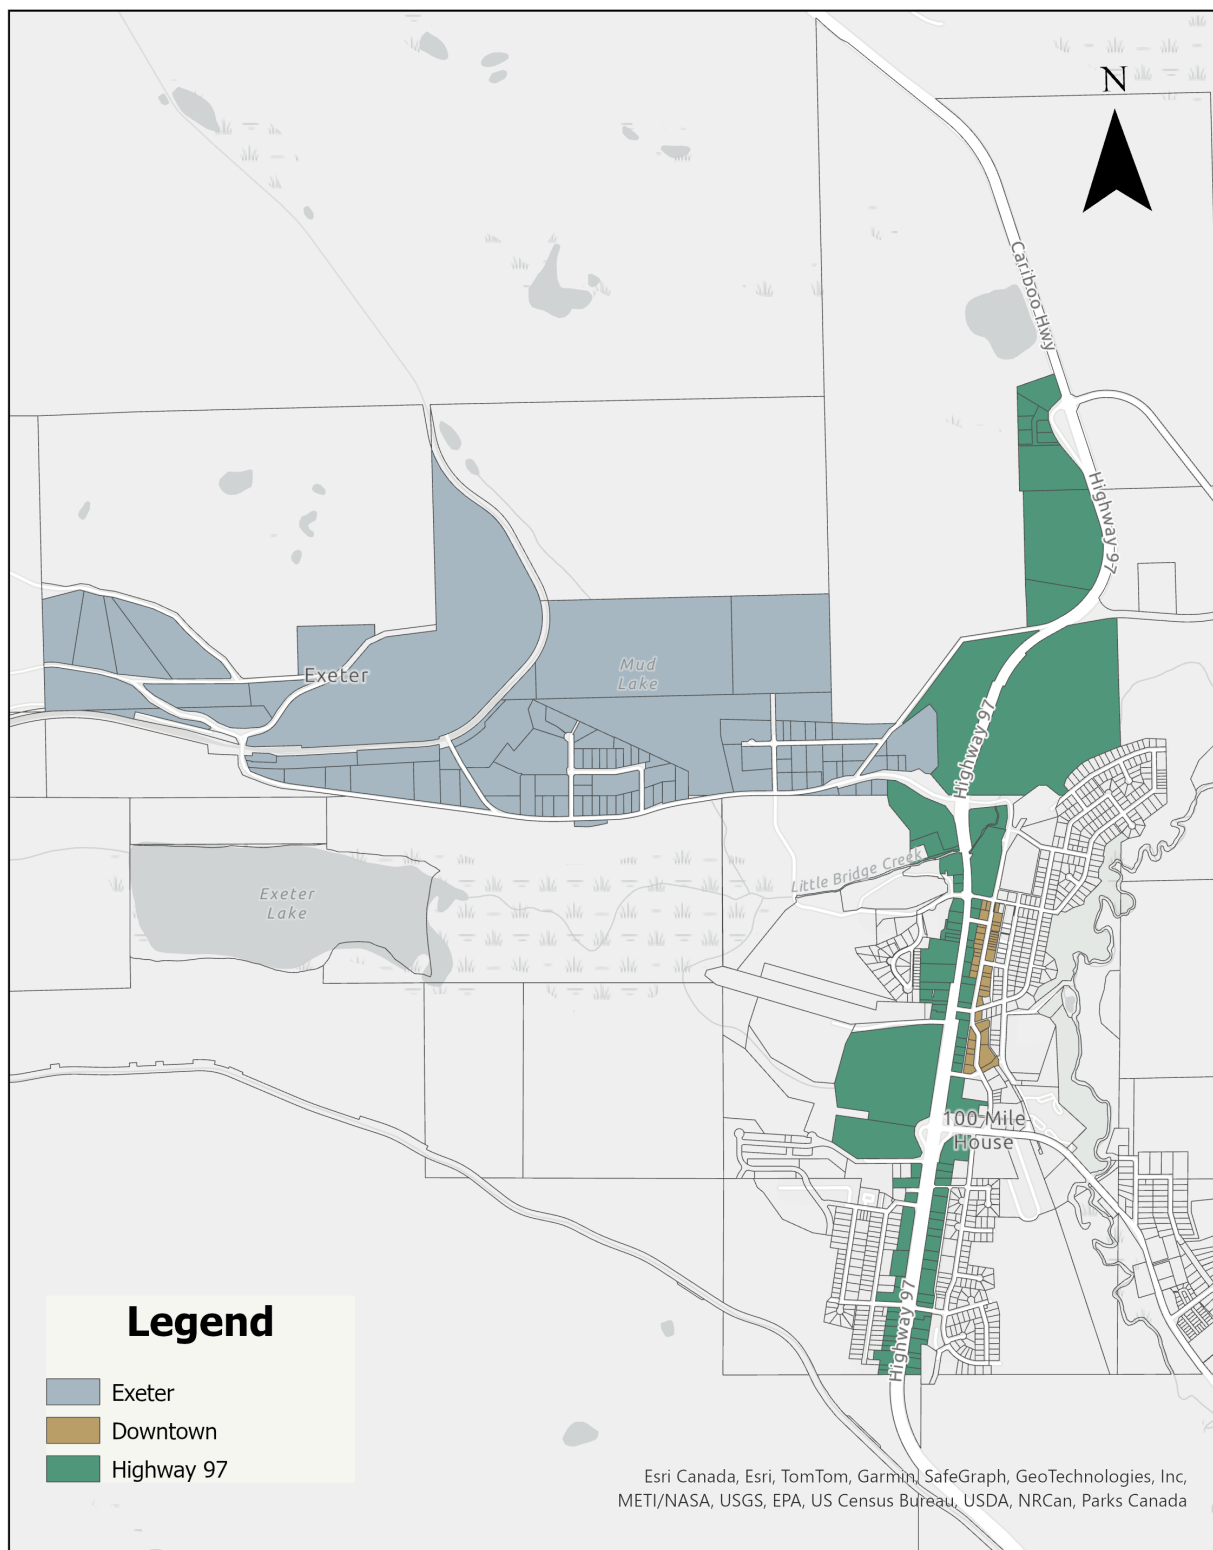 N
Cariboo Hwy
Highway 97
Exeter
Mud
Lake
Highway 97
Little Bridge Creek
Exeter
Lake
100 Mile
House
Highway 97
Legend
Exeter
Downtown
Highway 97
Esri Canada, Esri, TomTom, Garmin, SafeGraph, GeoTechnologies, Inc,
METI/NASA, USGS, EPA, US Census Bureau, USDA, NRCan, Parks Canada